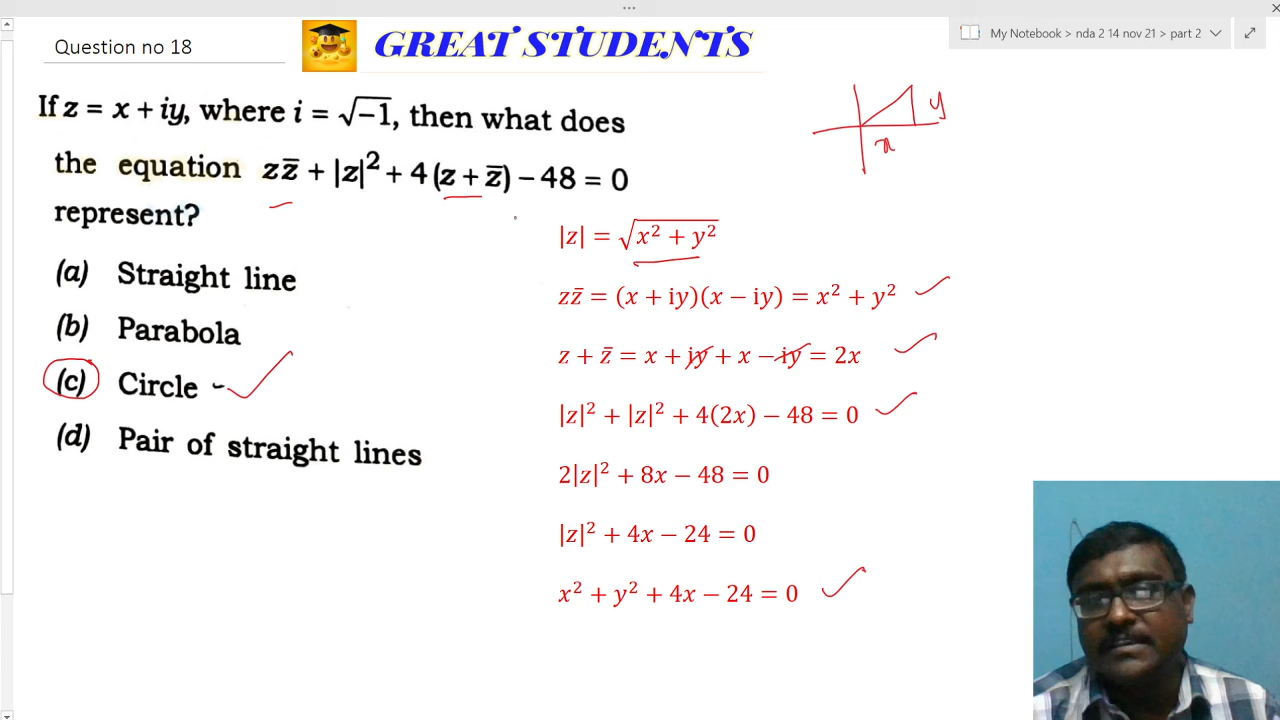 Question no 18
GREAT STUDENTS
My Notebook > nda 2 14 nov 21 > part 2
If z = x + iy, where i = √−1, then what does
the equation zz̄ + |z|² + 4(z + z̄) − 48 = 0
represent?
(a) Straight line
(b) Parabola
(c) Circle -
(d) Pair of straight lines
y
x
|z| = √x² + y²
zz̄ = (x + iy)(x − iy) = x² + y²
z + z̄ = x + iy + x − iy = 2x
|z|² + |z|² + 4(2x) − 48 = 0
2|z|² + 8x − 48 = 0
|z|² + 4x − 24 = 0
x² + y² + 4x − 24 = 0